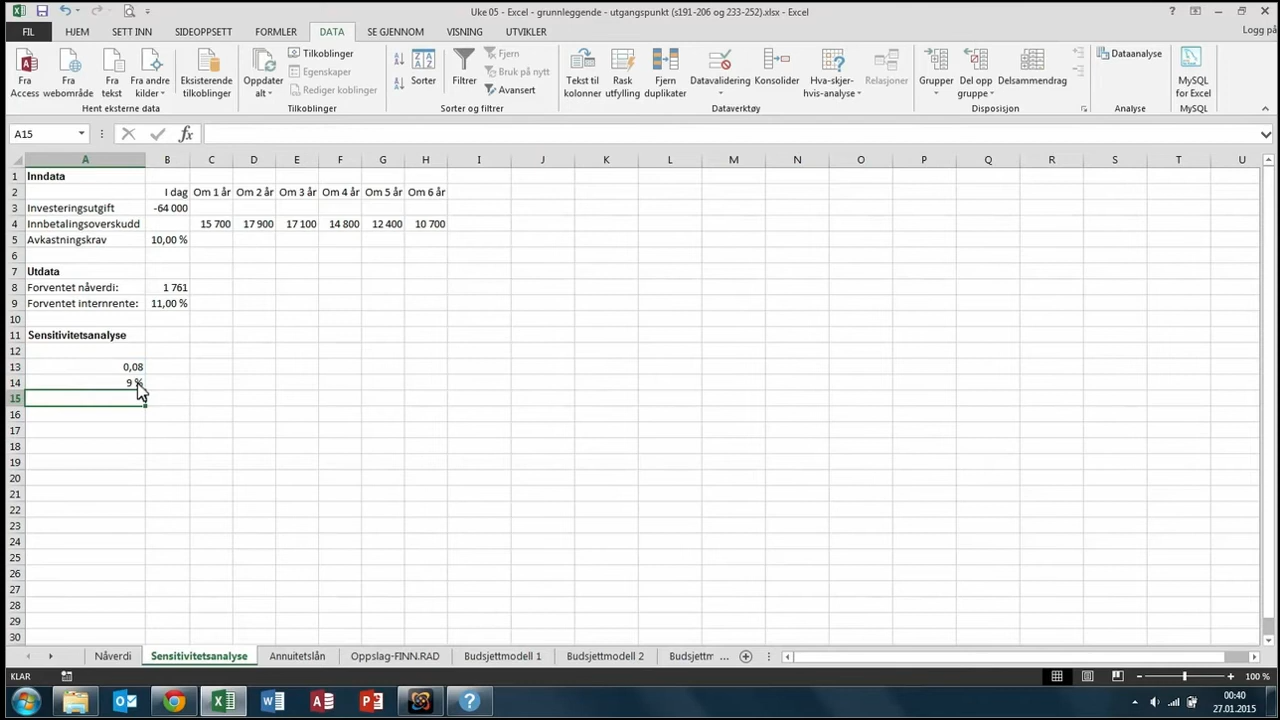 Uke 05 - Excel - grunnleggende - utgangspunkt (s191-206 og 233-252).xlsx - Excel
FIL HJEM SETT INN SIDEOPPSETT FORMLER DATA SE GJENNOM VISNING UTVIKLER Logg på
Fra Access
Fra webområde
Fra tekst
Fra andre kilder
Eksisterende tilkoblinger
Hent eksterne data
Oppdater alt
Tilkoblinger
Egenskaper
Rediger koblinger
Tilkoblinger
Sorter
Filtrer
Fjern
Bruk på nytt
Avansert
Sorter og filtrer
Tekst til kolonner
Rask utfylling
Fjern duplikater
Datavalidering
Konsolider
Hva-skjer-hvis-analyse
Relasjoner
Dataverktøy
Grupper
Del opp gruppe
Delsammendrag
Disposisjon
Dataanalyse
Analyse
MySQL for Excel
MySQL
A15 fx
A B C D E F G H I J K L M N O P Q R S T U
1 Inndata
2 I dag Om 1 år Om 2 år Om 3 år Om 4 år Om 5 år Om 6 år
3 Investeringsutgift -64 000
4 Innbetalingsoverskudd 15 700 17 900 17 100 14 800 12 400 10 700
5 Avkastningskrav 10,00 %
6
7 Utdata
8 Forventet nåverdi: 1 761
9 Forventet internrente: 11,00 %
10
11 Sensitivitetsanalyse
12
13 0,08
14 9 %
15
16
17
18
19
20
21
22
23
24
25
26
27
28
29
30
Nåverdi Sensitivitetsanalyse Annuitetslån Oppslag-FINN.RAD Budsjettmodell 1 Budsjettmodell 2 Budsjettm ...
KLAR 100 %
00:40
27.01.2015